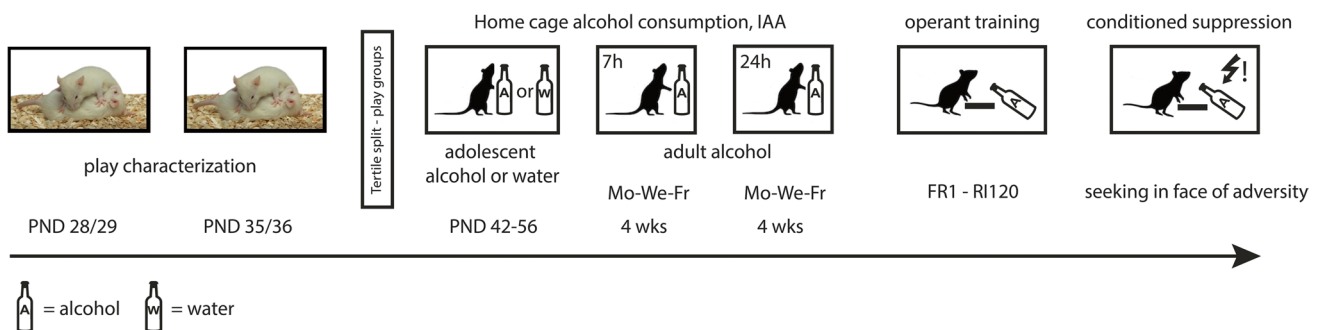 Home cage alcohol consumption, IAA
operant training
conditioned suppression
Tertile split - play groups
A or W
7h
A
24h
A
A
A
!
play characterization
adolescent
alcohol or water
adult alcohol
Mo-We-Fr
Mo-We-Fr
FR1 - RI120
seeking in face of adversity
PND 28/29
PND 35/36
PND 42-56
4 wks
4 wks
A = alcohol
W = water